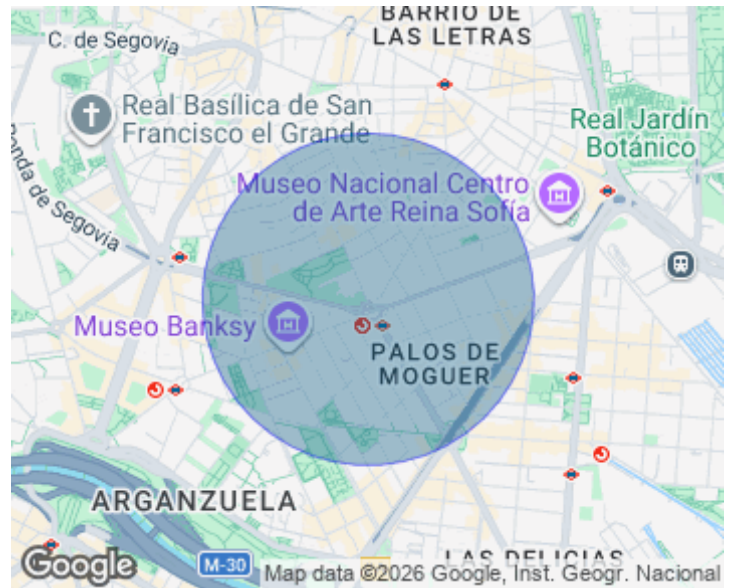 BARRIO DE
LAS LETRAS
C. de Segovia
Real Basílica de San
Francisco el Grande
Real Jardín
Botánico
Ronda de Segovia
Museo Nacional Centro
de Arte Reina Sofía
Museo Banksy
PALOS DE
MOGUER
ARGANZUELA
LAS DELICIAS
Google
M-30
Map data ©2026 Google, Inst. Geogr. Nacional